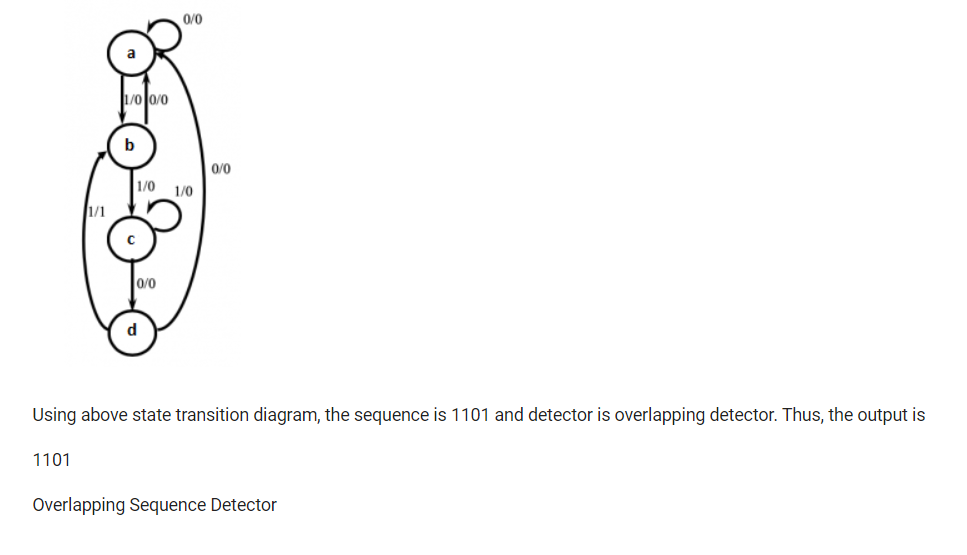 0/0
a
1/0 0/0
b
0/0
1/0 1/0
1/1
c
0/0
d
Using above state transition diagram, the sequence is 1101 and detector is overlapping detector. Thus, the output is
1101
Overlapping Sequence Detector